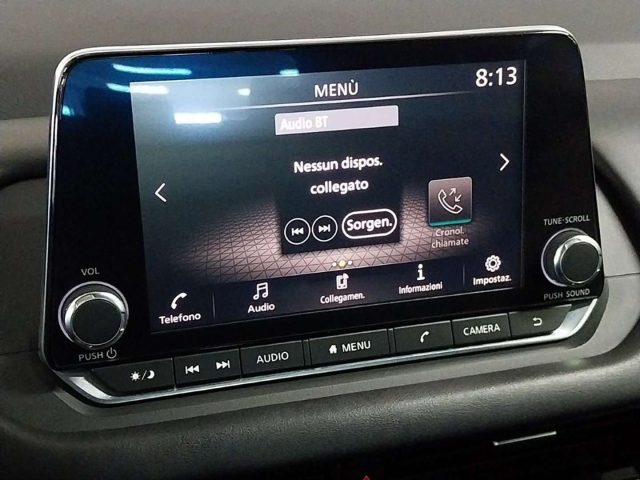 MENÙ
8:13
Audio BT
Nessun dispos.
collegato
Sorgen.
Cronol.
chiamate
Telefono
Audio
Collegamen.
Informazioni
Impostaz.
VOL
PUSH
TUNE·SCROLL
PUSH SOUND
AUDIO
MENU
CAMERA